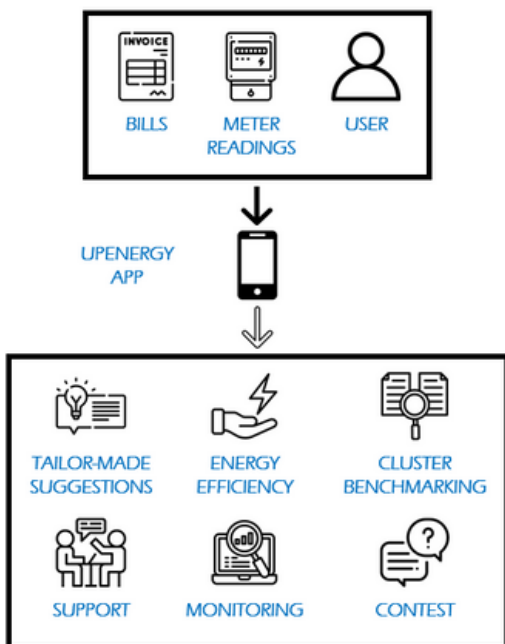 INVOICE
BILLS
METER
READINGS
USER
UPENERGY
APP
TAILOR-MADE
SUGGESTIONS
ENERGY
EFFICIENCY
CLUSTER
BENCHMARKING
SUPPORT
MONITORING
?
CONTEST